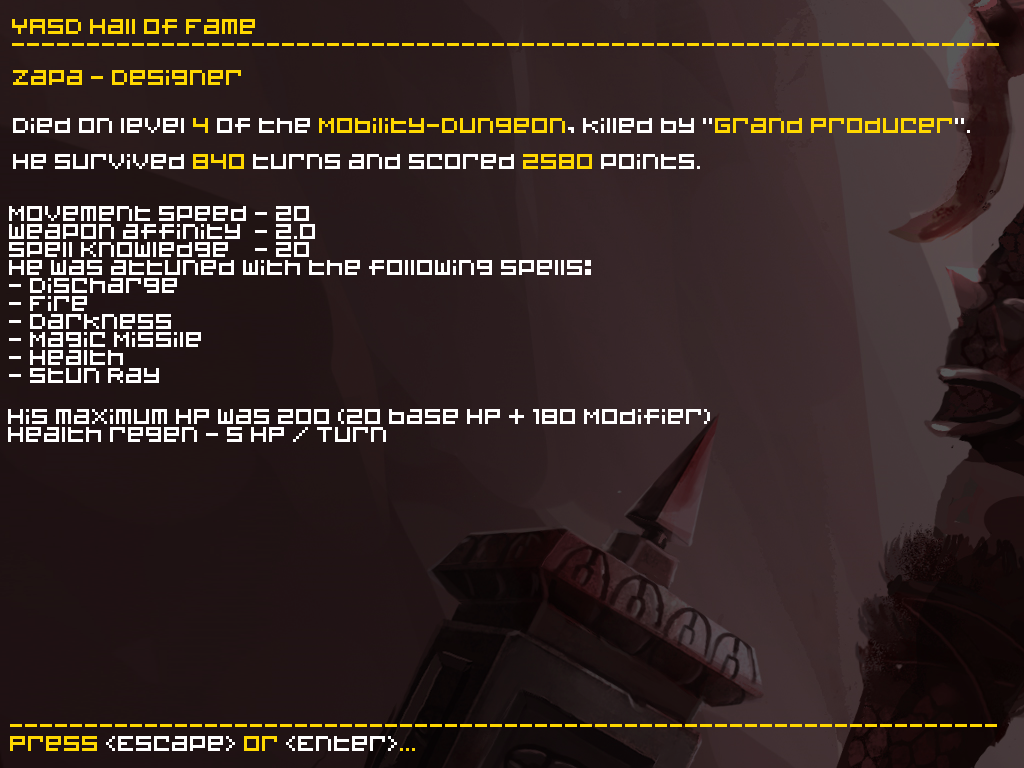 YASD Hall Of Fame
Zapa - Designer
Died on level 4 of the Mobility-Dungeon, killed by "Grand Producer".
He survived 840 turns and scored 2580 points.
Movement speed - 20
Weapon affinity - 2.0
Spell knowledge - 20
He was attuned with the following spells:
- Discharge
- Fire
- Darkness
- Magic Missile
- Health
- Stun Ray
His maximum HP was 200 (20 base HP + 180 Modifier)
Health regen - 5 HP / Turn
Press <Escape> or <Enter>...